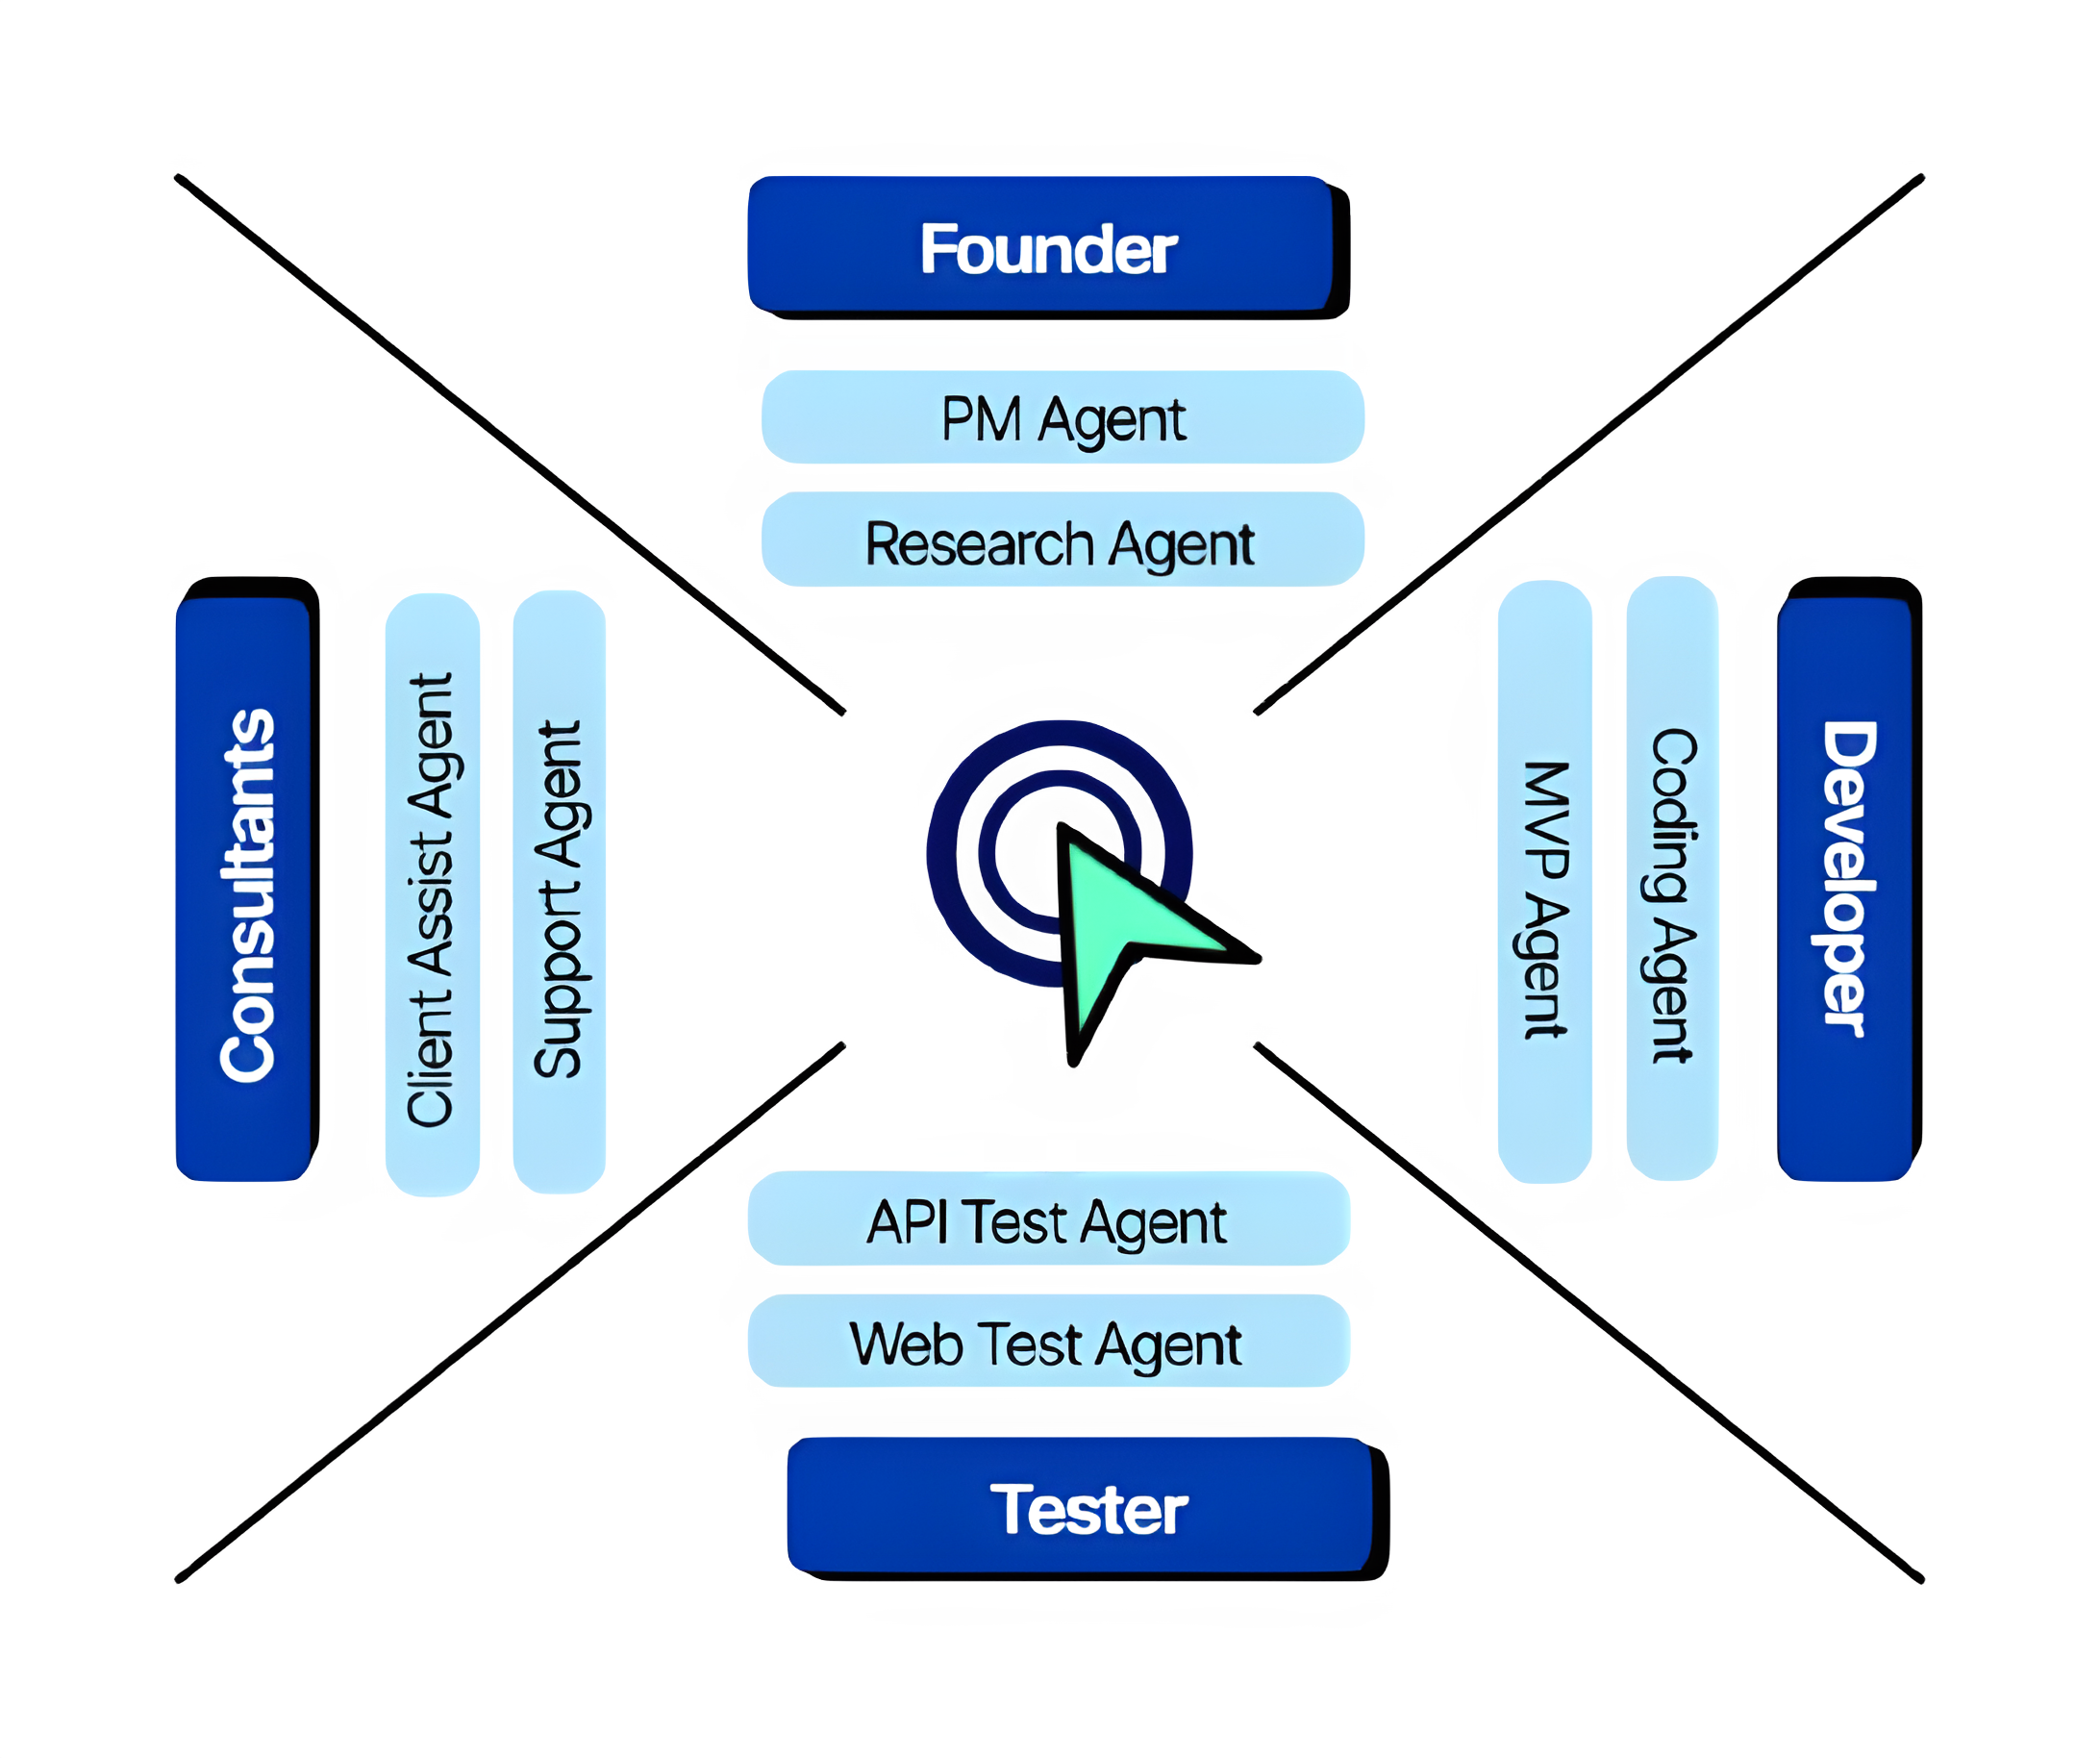 Founder
PM Agent
Research Agent
Consultants
Client Assist Agent
Support Agent
MVP Agent
Coding Agent
Developer
API Test Agent
Web Test Agent
Tester